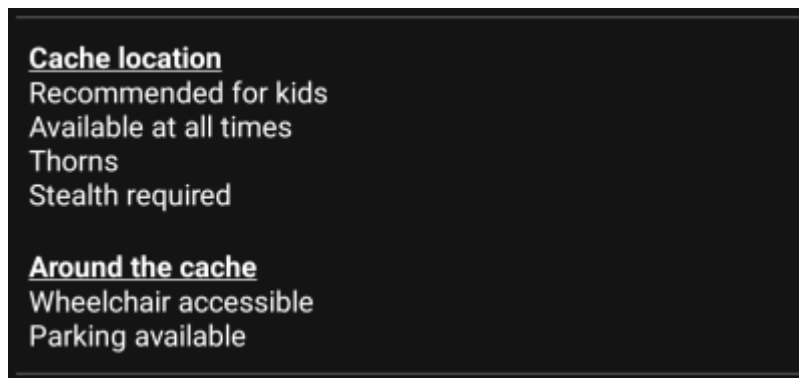 Cache location
Recommended for kids
Available at all times
Thorns
Stealth required
Around the cache
Wheelchair accessible
Parking available